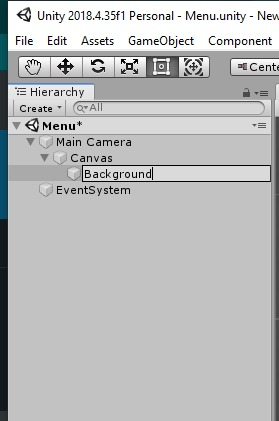 Unity 2018.4.35f1 Personal - Menu.unity - New
File Edit Assets GameObject Component
Cente
Hierarchy
Create All
Menu*
Main Camera
Canvas
Background
EventSystem